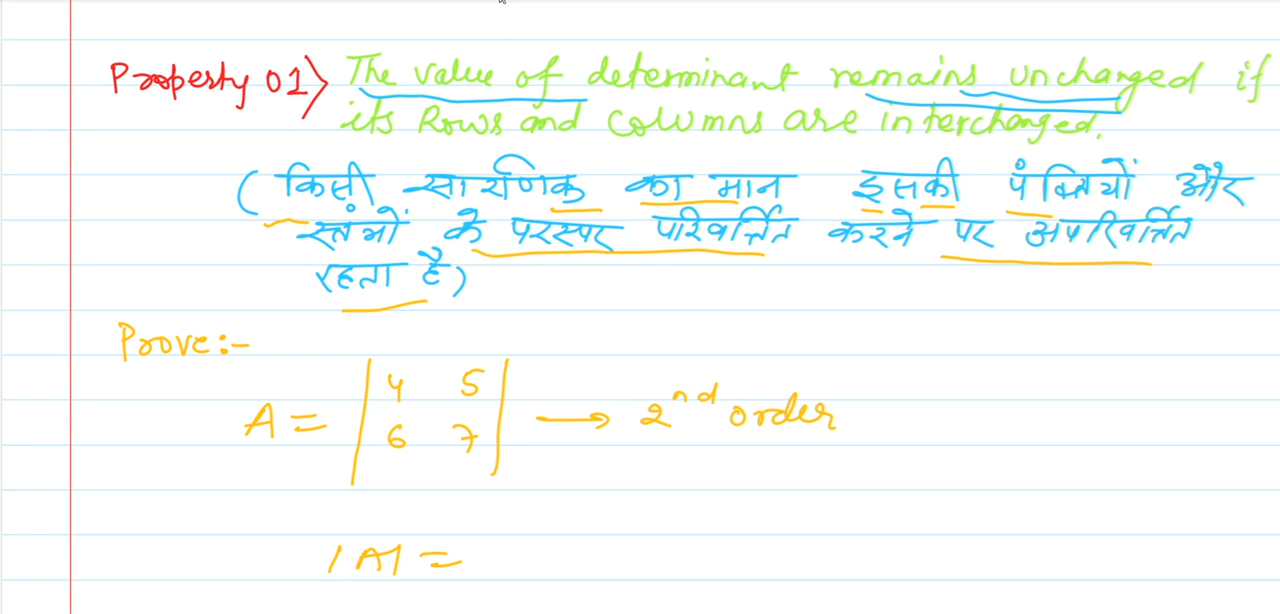 Property 01) The value of determinant remains unchanged if
its Rows and columns are interchanged.
(किसी सारणिक का मान इसकी पंक्तियों और
स्तंभों के परस्पर परिवर्तित करने पर अपरिवर्तित
रहता है)
Prove:-
A = | 4 5 |
| 6 7 | → 2nd order
|A| =